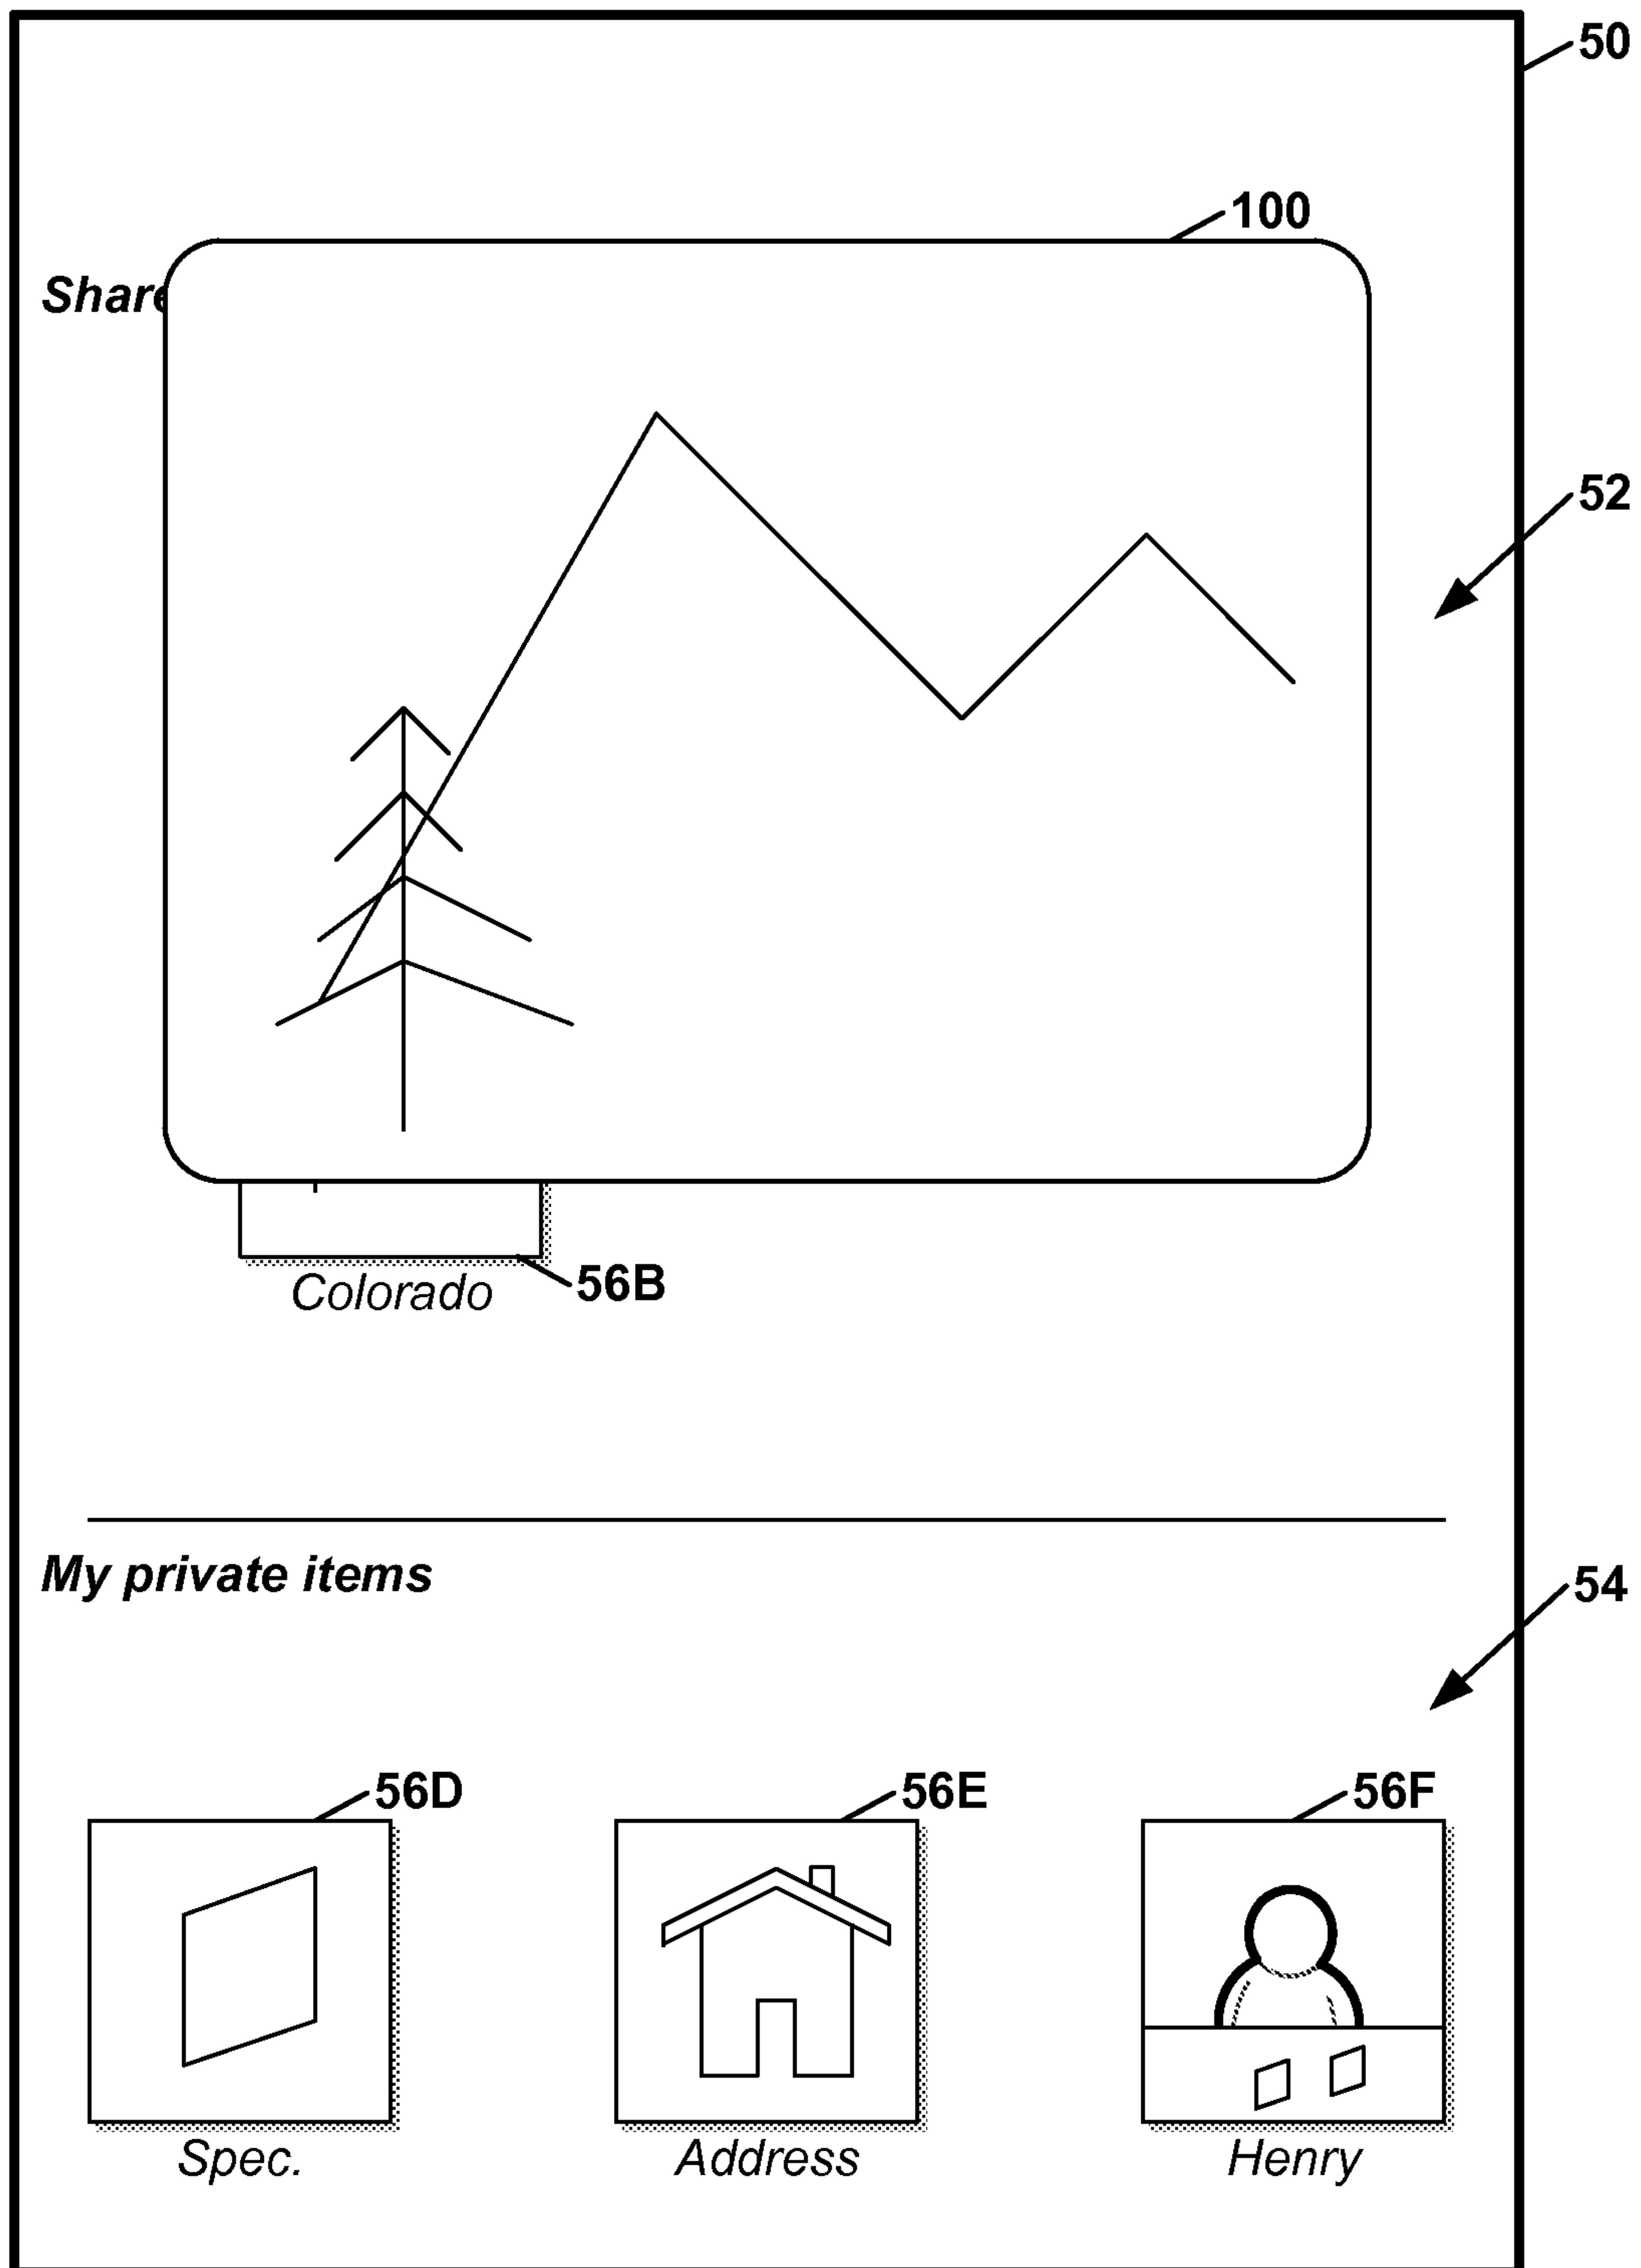 50
100
Share
52
Colorado
56B
My private items
54
56D
56E
56F
Spec.
Address
Henry